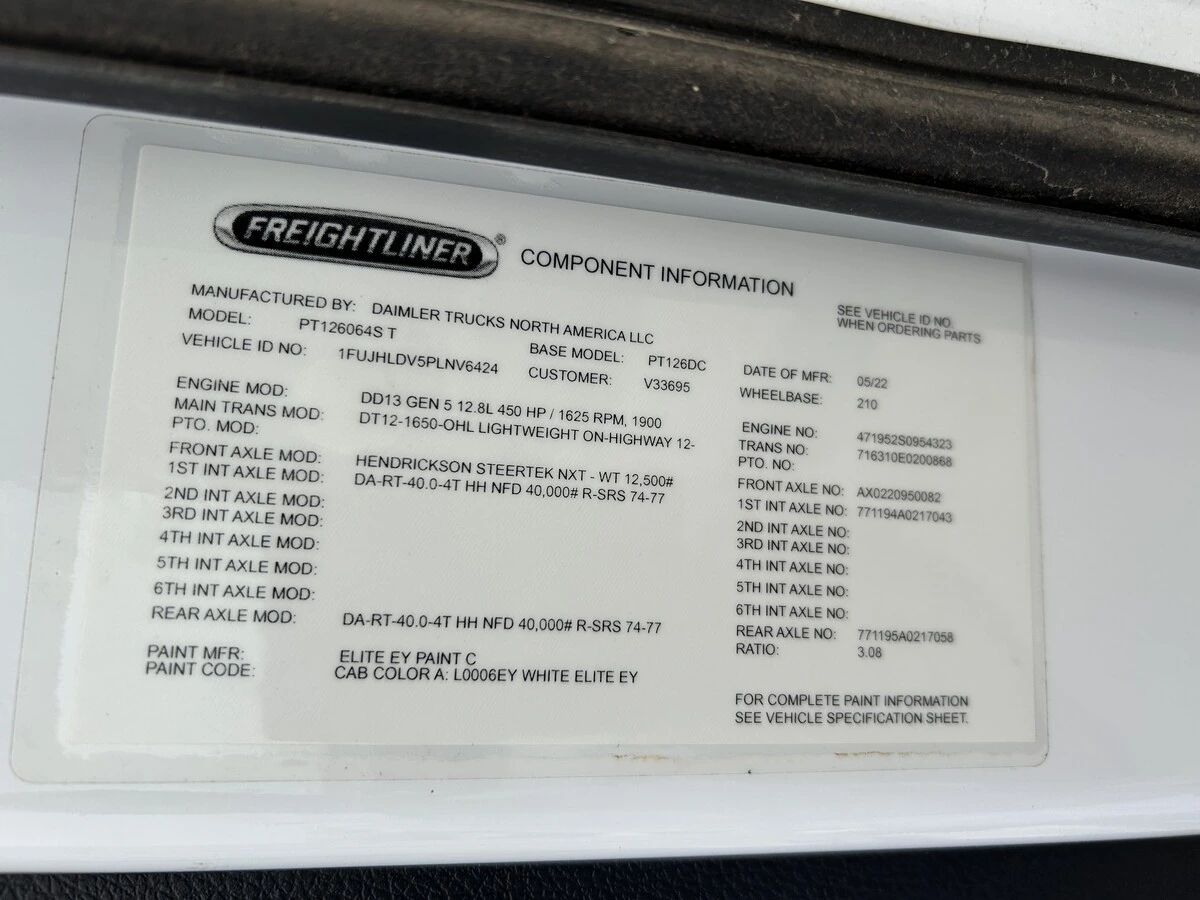 FREIGHTLINER® COMPONENT INFORMATION
MANUFACTURED BY: DAIMLER TRUCKS NORTH AMERICA LLC
SEE VEHICLE ID NO.
WHEN ORDERING PARTS
MODEL: PT126064S T BASE MODEL: PT126DC DATE OF MFR: 05/22
VEHICLE ID NO: 1FUJHLDV5PLNV6424 CUSTOMER: V33695 WHEELBASE: 210
ENGINE MOD: DD13 GEN 5 12.8L 450 HP / 1625 RPM, 1900 ENGINE NO: 471952S0954323
MAIN TRANS MOD: DT12-1650-OHL LIGHTWEIGHT ON-HIGHWAY 12- TRANS NO: 716310E0200868
PTO. MOD: PTO. NO:
FRONT AXLE MOD: HENDRICKSON STEERTEK NXT - WT 12,500# FRONT AXLE NO: AX0220950082
1ST INT AXLE MOD: DA-RT-40.0-4T HH NFD 40,000# R-SRS 74-77 1ST INT AXLE NO: 771194A0217043
2ND INT AXLE MOD: 2ND INT AXLE NO:
3RD INT AXLE MOD: 3RD INT AXLE NO:
4TH INT AXLE MOD: 4TH INT AXLE NO:
5TH INT AXLE MOD: 5TH INT AXLE NO:
6TH INT AXLE MOD: 6TH INT AXLE NO:
REAR AXLE MOD: DA-RT-40.0-4T HH NFD 40,000# R-SRS 74-77 REAR AXLE NO: 771195A0217058
RATIO: 3.08
PAINT MFR: ELITE EY PAINT C
PAINT CODE: CAB COLOR A: L0006EY WHITE ELITE EY
FOR COMPLETE PAINT INFORMATION
SEE VEHICLE SPECIFICATION SHEET.